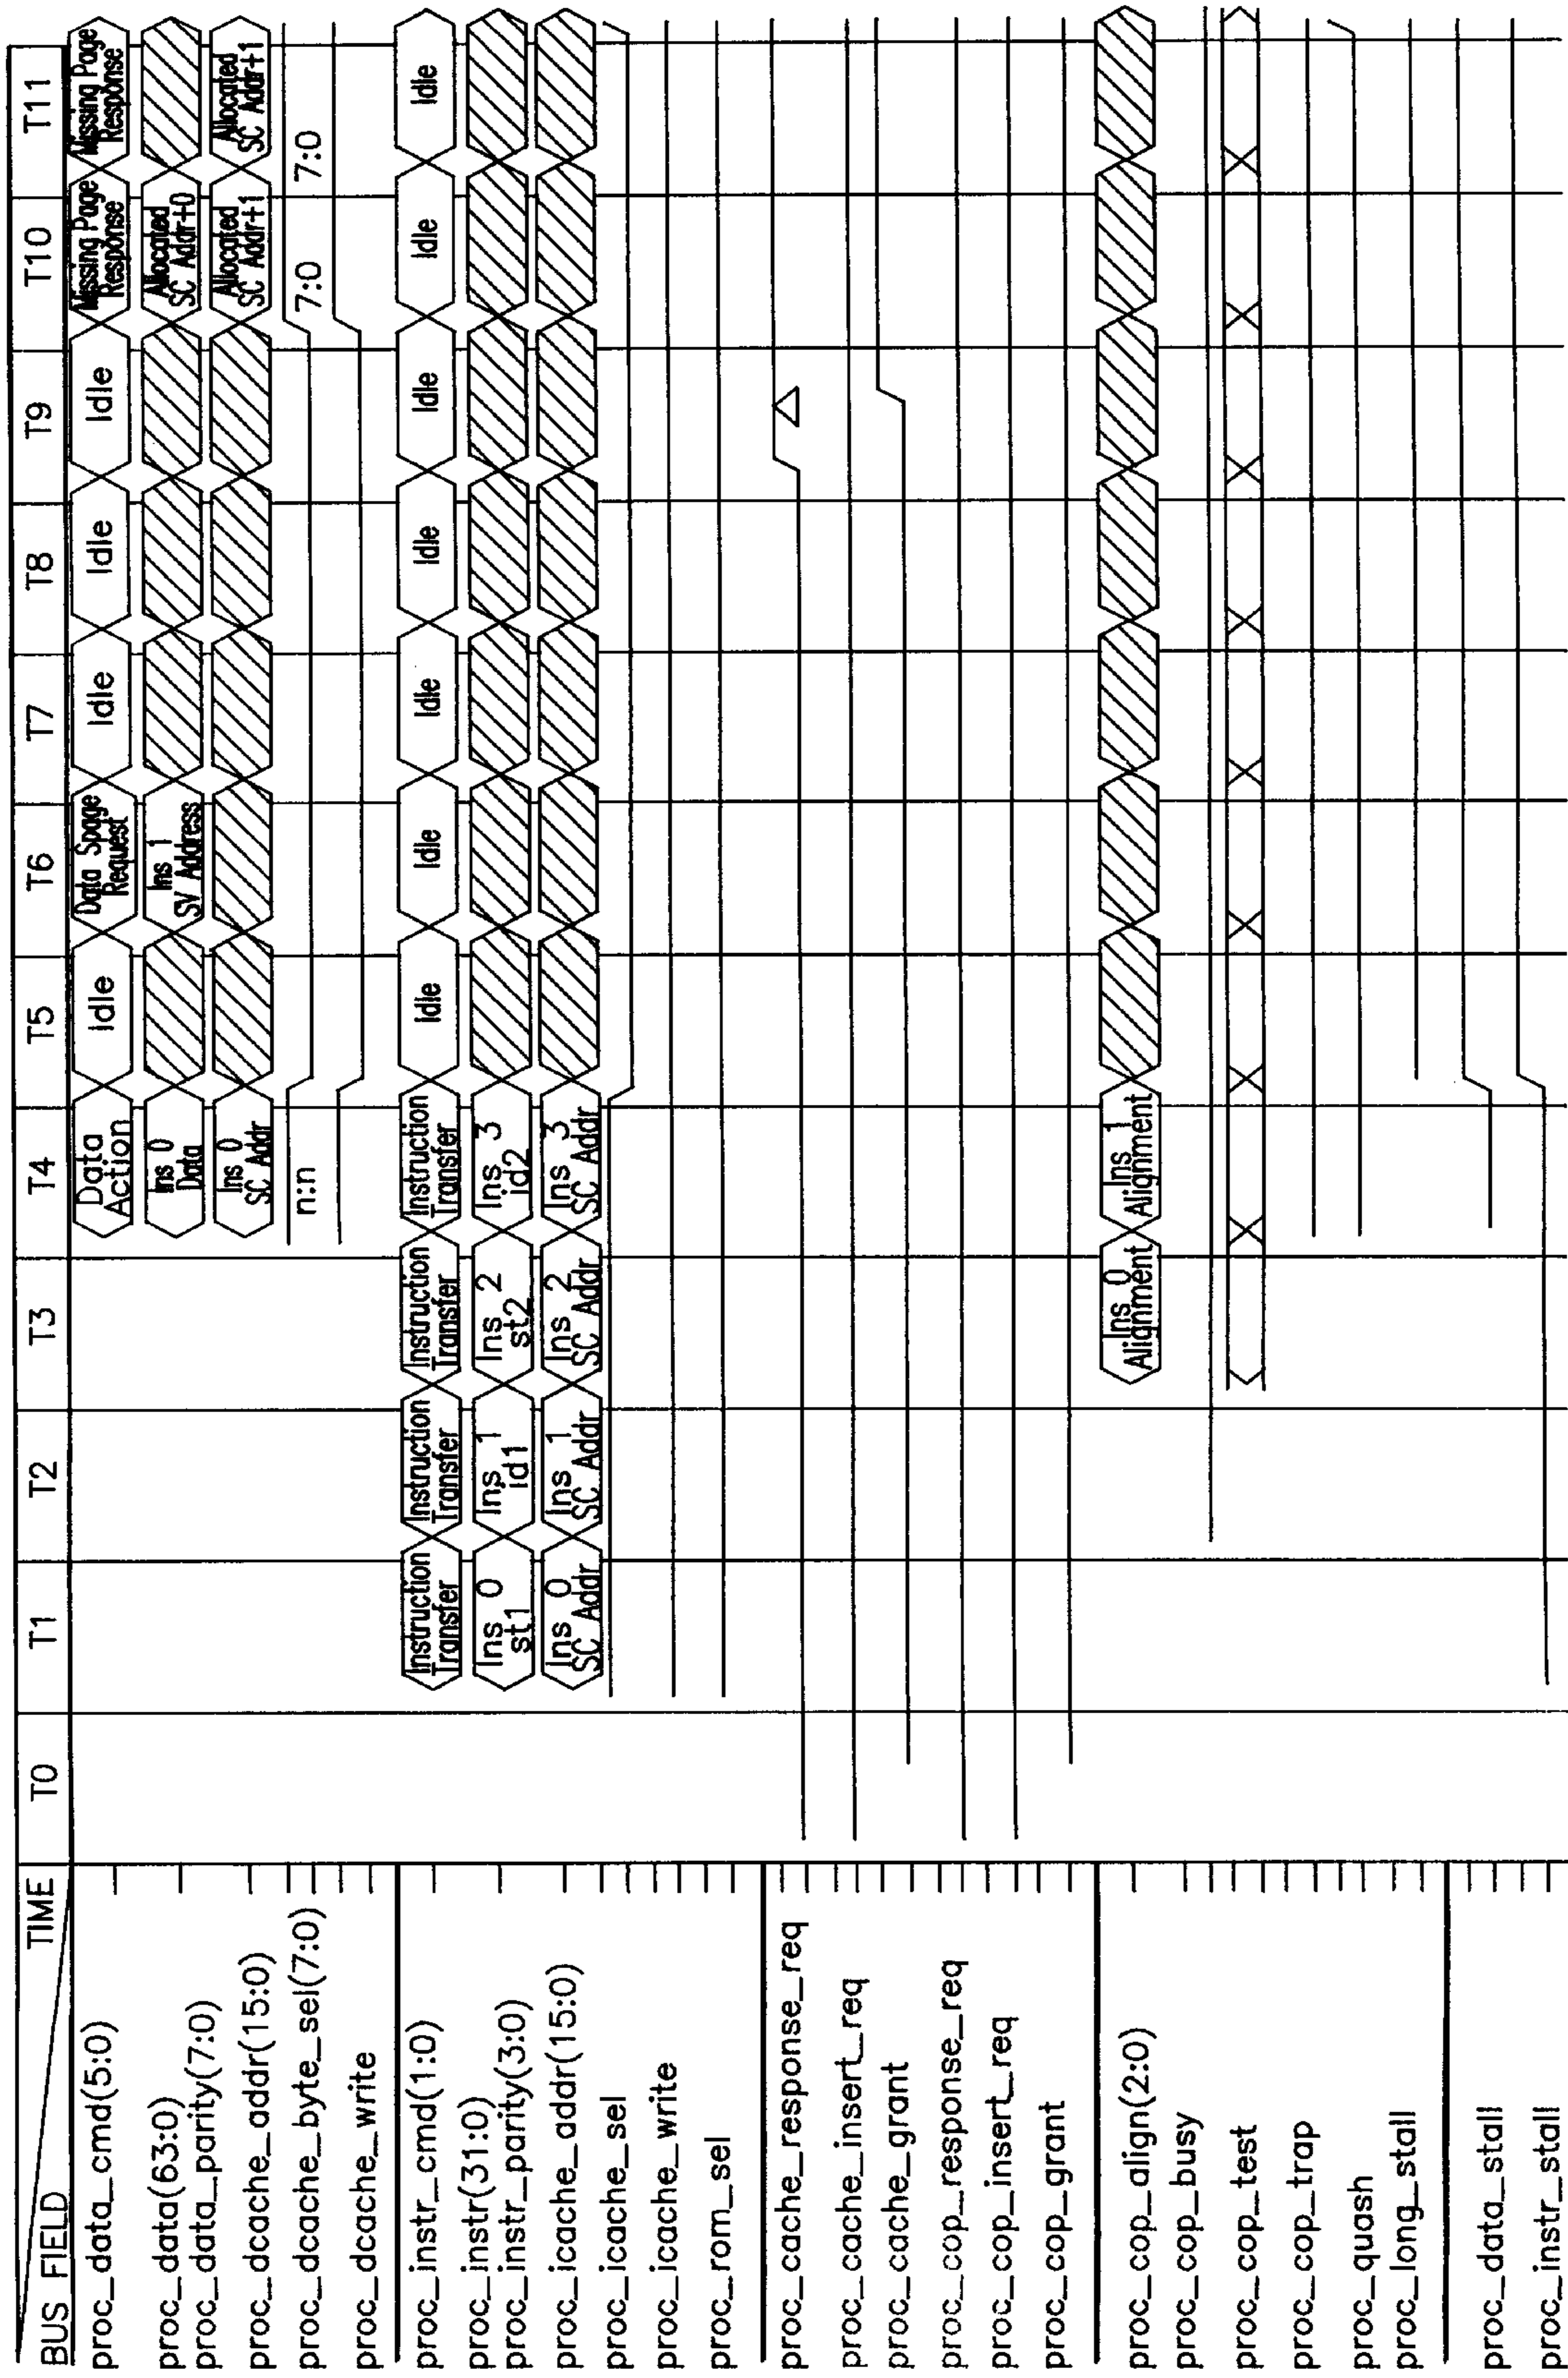 BUS FIELD TIME T0 T1 T2 T3 T4 T5 T6 T7 T8 T9 T10 T11
proc_data_cmd(5:0)
Data
Action
Idle
Data Spage
Request
Idle
Idle
Idle
Missing Page
Response
Missing Page
Response
proc_data(63:0)
proc_data_parity(7:0)
Ins 0
Data
Ins 1
SV Address
Allocated
SC Addr+0
proc_dcache_addr(15:0)
Ins 0
SC Addr
Allocated
SC Addr+1
Allocated
SC Addr+1
proc_dcache_byte_sel(7:0)
n:n
7:0
7:0
proc_dcache_write
proc_instr_cmd(1:0)
Instruction
Transfer
Instruction
Transfer
Instruction
Transfer
Instruction
Transfer
Idle
Idle
Idle
Idle
Idle
Idle
Idle
proc_instr(31:0)
proc_instr_parity(3:0)
Ins 0
st1
Ins 1
id1
Ins 2
st2
Ins 3
id2
proc_icache_addr(15:0)
Ins 0
SC Addr
Ins 1
SC Addr
Ins 2
SC Addr
Ins 3
SC Addr
proc_icache_sel
proc_icache_write
proc_rom_sel
proc_cache_response_req
proc_cache_insert_req
proc_cache_grant
proc_cop_response_req
proc_cop_insert_req
proc_cop_grant
proc_cop_align(2:0)
Ins 0
Alignment
Ins 1
Alignment
proc_cop_busy
proc_cop_test
proc_cop_trap
proc_quash
proc_long_stall
proc_data_stall
proc_instr_stall